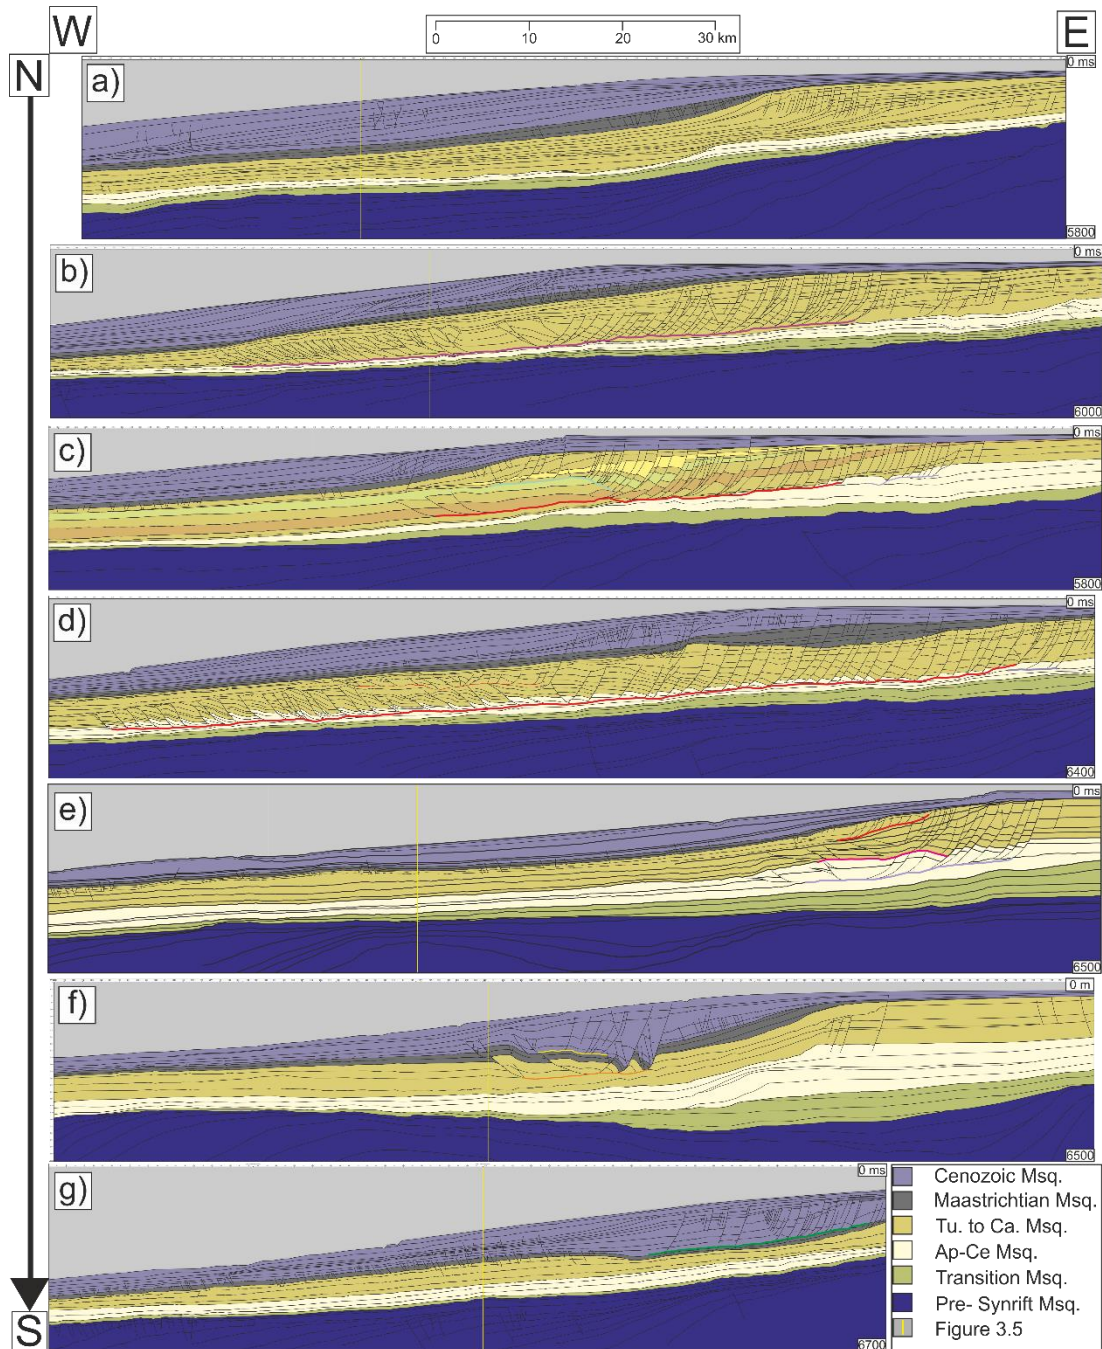 W
E
0 10 20 30 km
N
0 ms
a)
5800
0 ms
b)
6000
0 ms
c)
5800
0 ms
d)
6400
0 ms
e)
6500
0 m
f)
6500
0 ms
g)
6700
Cenozoic Msq.
Maastrichtian Msq.
Tu. to Ca. Msq.
Ap-Ce Msq.
Transition Msq.
Pre- Synrift Msq.
Figure 3.5
S